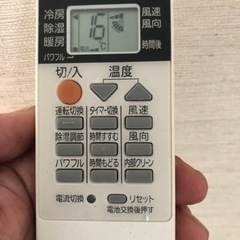 冷房 風速
除湿 16℃ 風向
暖房 時間後
パワフル
切/入 温度
運転切換 タイマー切換 風速
除湿調節 時間すすむ 風向
パワフル 時間もどる 内部クリーン
電流切換 リセット
電池交換後押す